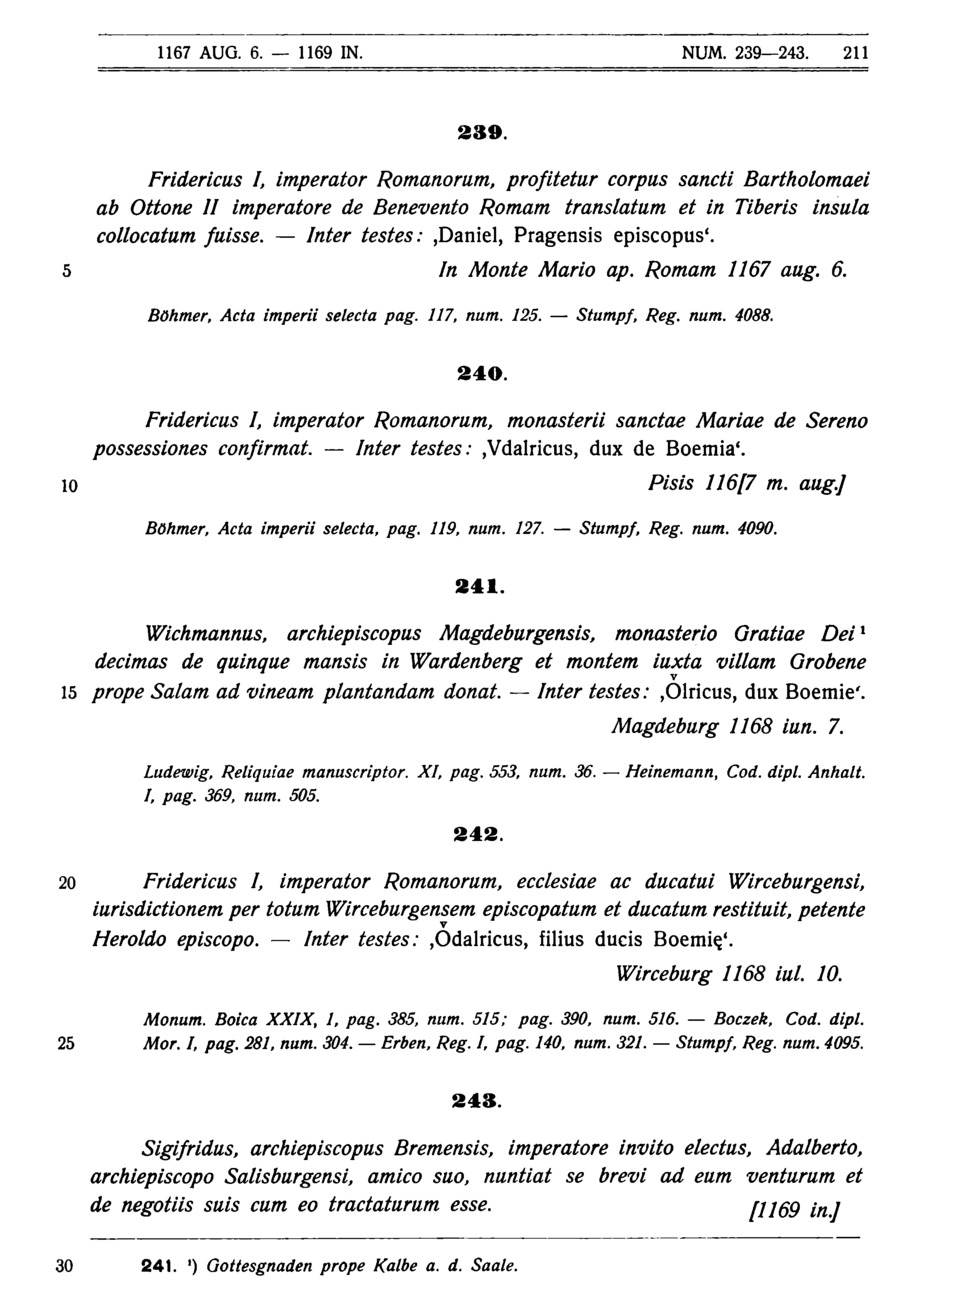 1167 AUG. 6. — 1169 IN. NUM. 239—243. 211
239.
Fridericus I, imperator Romanorum, profitetur corpus sancti Bartholomaei
ab Ottone II imperatore de Benevento Romam translatum et in Tiberis insula
collocatum fuisse. — Inter testes: ‚Daniel, Pragensis episcopus‘.
5 In Monte Mario ap. Romam 1167 aug. 6.
Böhmer, Acta imperii selecta pag. 117, num. 125. — Stumpf, Reg. num. 4088.
240.
Fridericus I, imperator Romanorum, monasterii sanctae Mariae de Sereno
possessiones confirmat. — Inter testes: ‚Vdalricus, dux de Boemia‘.
10 Pisis 116[7 m. aug.]
Böhmer, Acta imperii selecta, pag. 119, num. 127. — Stumpf, Reg. num. 4090.
241.
Wichmannus, archiepiscopus Magdeburgensis, monasterio Gratiae Dei ¹
decimas de quinque mansis in Wardenberg et montem iuxta villam Grobene
15 prope Salam ad vineam plantandam donat. — Inter testes: ‚Oͮlricus, dux Boemie‘.
Magdeburg 1168 iun. 7.
Ludewig, Reliquiae manuscriptor. XI, pag. 553, num. 36. — Heinemann, Cod. dipl. Anhalt.
I, pag. 369, num. 505.
242.
20 Fridericus I, imperator Romanorum, ecclesiae ac ducatui Wirceburgensi,
iurisdictionem per totum Wirceburgensem episcopatum et ducatum restituit, petente
Heroldo episcopo. — Inter testes: ‚Oͮdalricus, filius ducis Boemię‘.
Wirceburg 1168 iul. 10.
Monum. Boica XXIX, 1, pag. 385, num. 515; pag. 390, num. 516. — Boczek, Cod. dipl.
25 Mor. I, pag. 281, num. 304. — Erben, Reg. I, pag. 140, num. 321. — Stumpf, Reg. num. 4095.
243.
Sigifridus, archiepiscopus Bremensis, imperatore invito electus, Adalberto,
archiepiscopo Salisburgensi, amico suo, nuntiat se brevi ad eum venturum et
de negotiis suis cum eo tractaturum esse. [1169 in.]
30 241. ¹) Gottesgnaden prope Kalbe a. d. Saale.